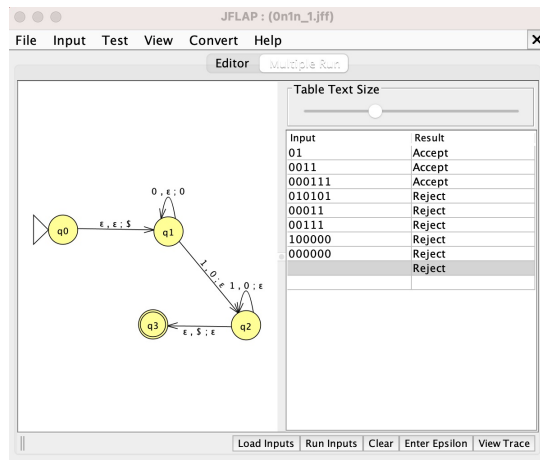 JFLAP : (0n1n_1.jff)
File Input Test View Convert Help
Editor Multiple Run
Table Text Size
Input Result
01 Accept
0011 Accept
000111 Accept
010101 Reject
00011 Reject
00111 Reject
100000 Reject
000000 Reject
Reject
0 , ε ; 0
q0
ε , ε ; $
q1
1 , 0 ; ε
1 , 0 ; ε
q3
ε , $ ; ε
q2
Load Inputs Run Inputs Clear Enter Epsilon View Trace